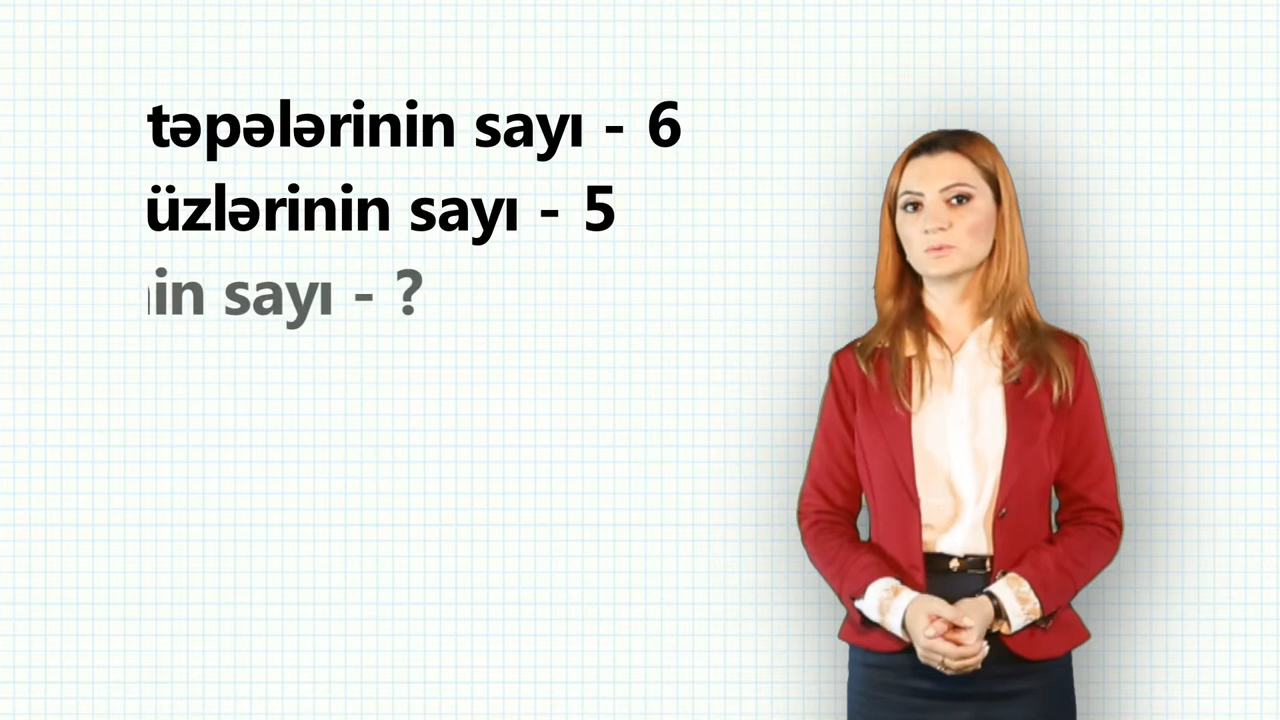 təpələrinin sayı - 6
üzlərinin sayı - 5
in sayı - ?